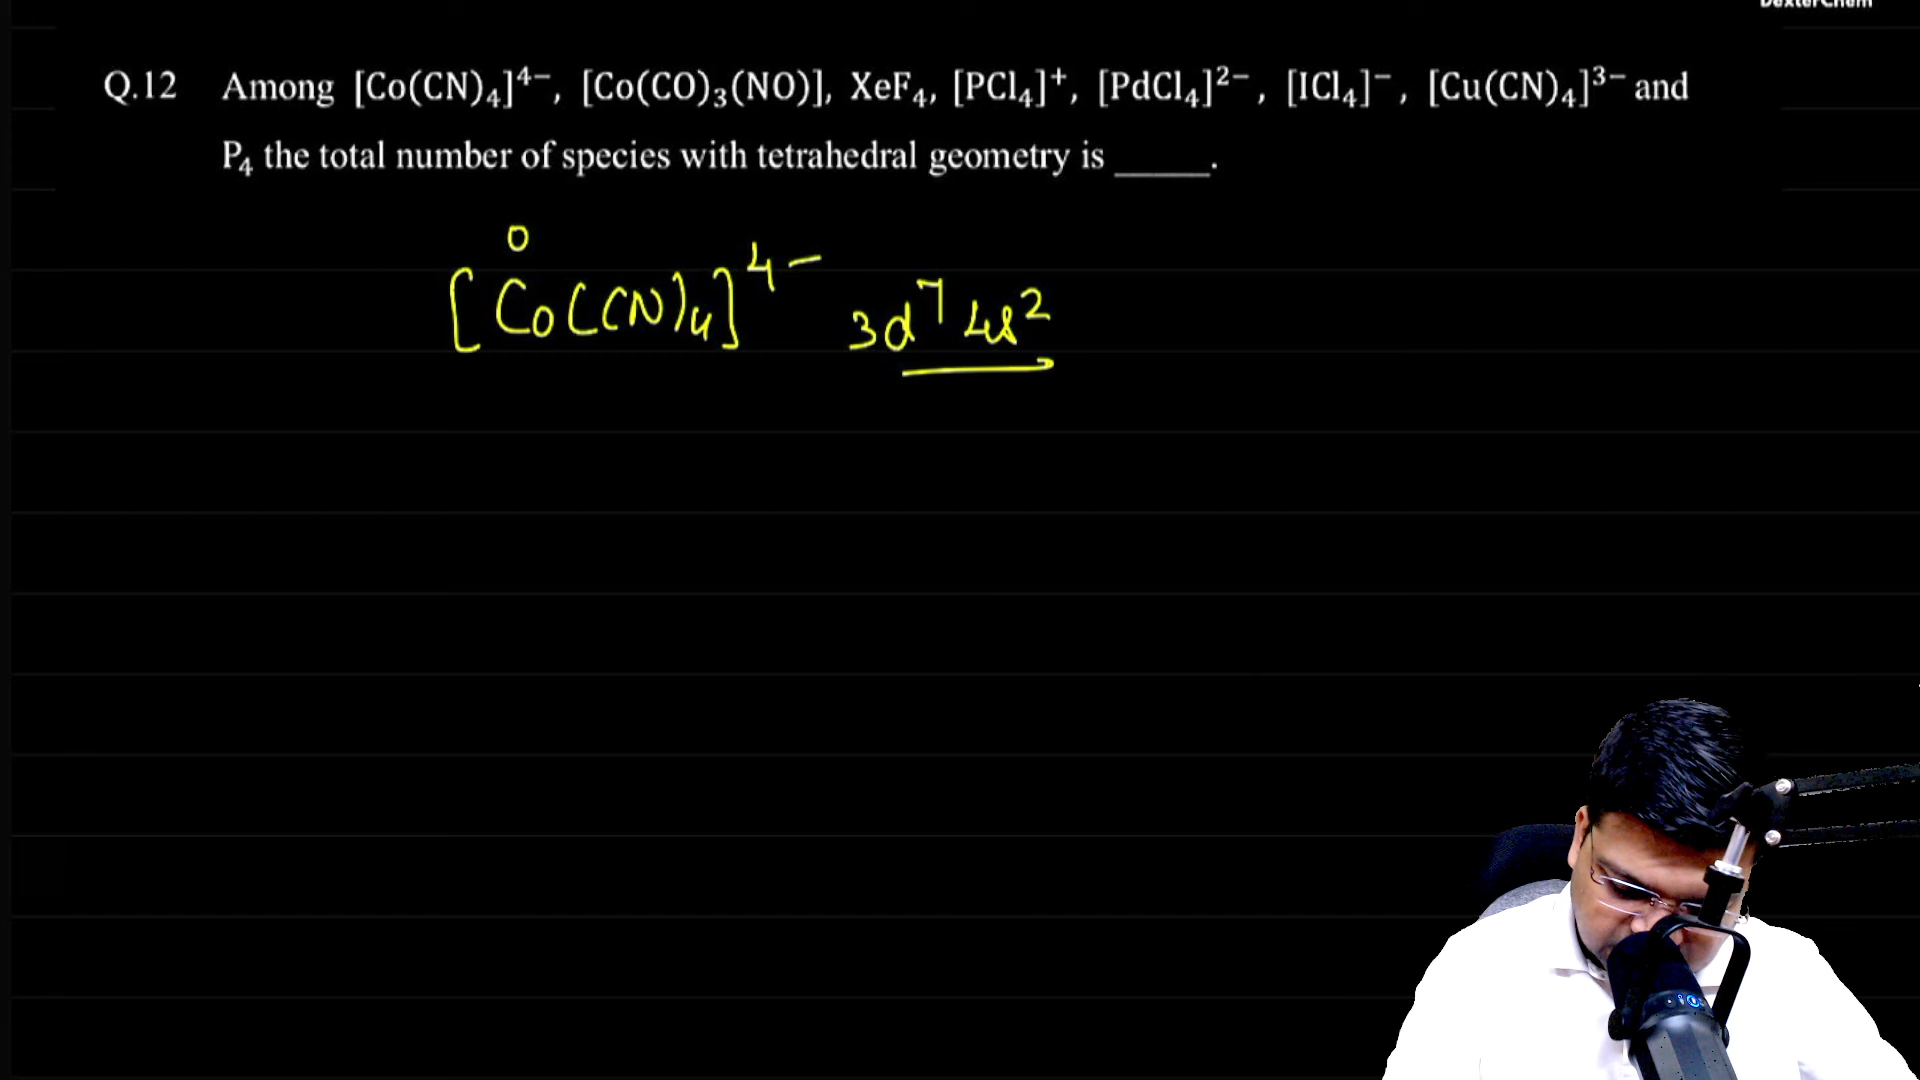 DexterChem
Q.12 Among [Co(CN)₄]⁴⁻, [Co(CO)₃(NO)], XeF₄, [PCl₄]⁺, [PdCl₄]²⁻, [ICl₄]⁻, [Cu(CN)₄]³⁻ and
P₄ the total number of species with tetrahedral geometry is _____.
0
[Co(CN)₄]⁴⁻ 3d⁷ 4s²